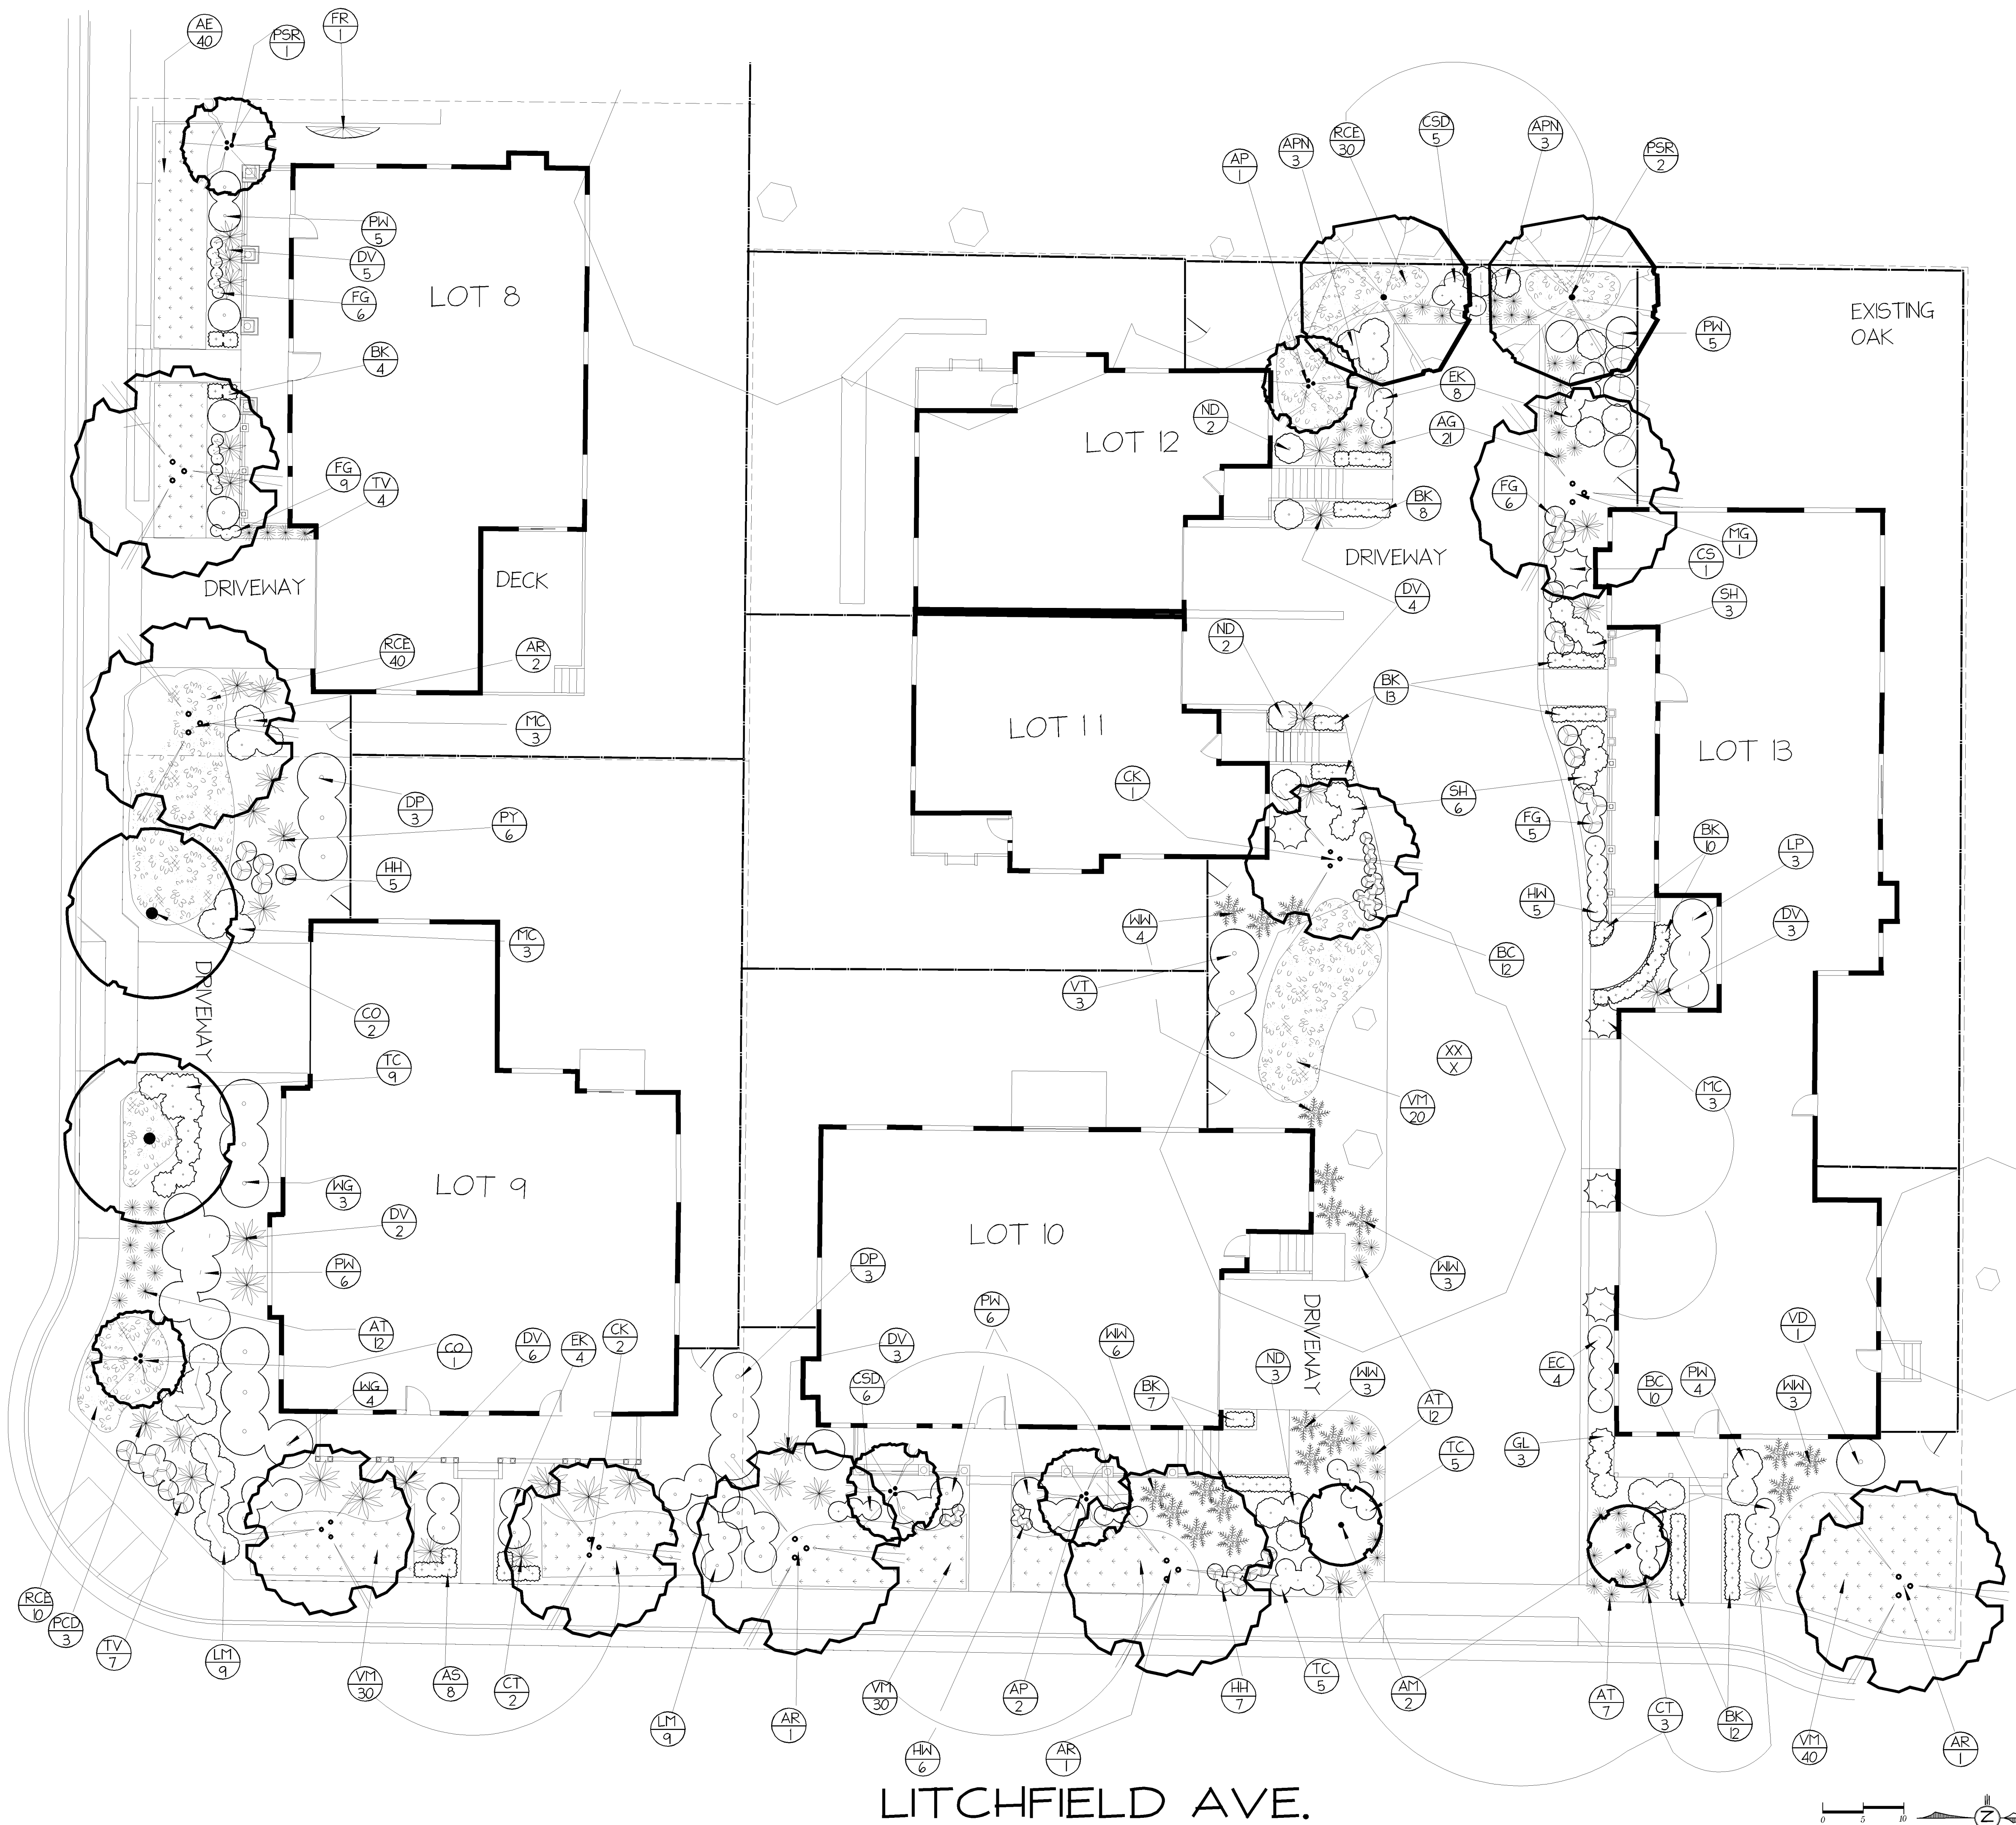 AE
40
PSR
1
FR
1
AP
1
APN
3
RCE
30
CSD
5
APN
3
PSR
2
PW
5
DV
5
FG
6
LOT 8
EXISTING
OAK
PW
5
BK
4
EK
8
ND
2
LOT 12
AG
21
FG
9
TV
4
FG
6
BK
8
MG
1
DRIVEWAY
CS
1
DRIVEWAY
DECK
DV
4
SH
3
ND
2
RCE
40
AR
2
BK
13
MC
3
LOT 11
LOT 13
CK
1
SH
6
DP
3
PY
6
FG
5
BK
10
LP
3
HH
5
HW
5
WW
4
DV
3
MC
3
BC
12
DRIVEWAY
VT
3
CO
2
XX
X
TC
9
MC
3
VM
20
WG
3
LOT 9
DV
2
LOT 10
PW
6
DP
3
WW
3
PW
6
DRIVEWAY
AT
12
CO
1
DV
6
EK
4
CK
2
DV
3
WW
6
VD
1
ND
3
WW
3
EC
4
CSD
6
WG
4
BK
7
BC
10
PW
4
WW
3
AT
12
TC
5
GL
3
RCE
10
PCD
3
TV
7
LM
9
VM
30
AS
8
CT
2
LM
9
AR
1
VM
30
AP
2
HH
7
TC
5
AM
2
AT
7
CT
3
BK
12
VM
40
AR
1
HW
6
AR
1
LITCHFIELD AVE.
0 5 10
N